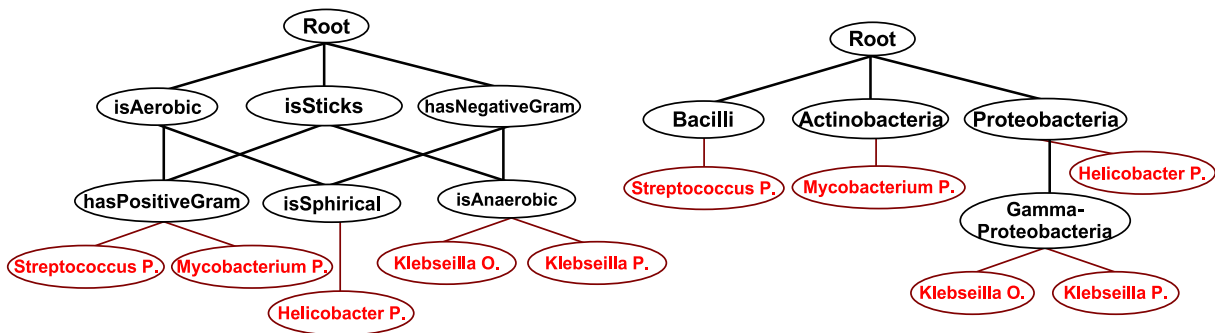 Root
isAerobic
isSticks
hasNegativeGram
hasPositiveGram
isSphirical
isAnaerobic
Streptococcus P.
Mycobacterium P.
Klebseilla O.
Klebseilla P.
Helicobacter P.
Root
Bacilli
Actinobacteria
Proteobacteria
Streptococcus P.
Mycobacterium P.
Helicobacter P.
Gamma-
Proteobacteria
Klebseilla O.
Klebseilla P.